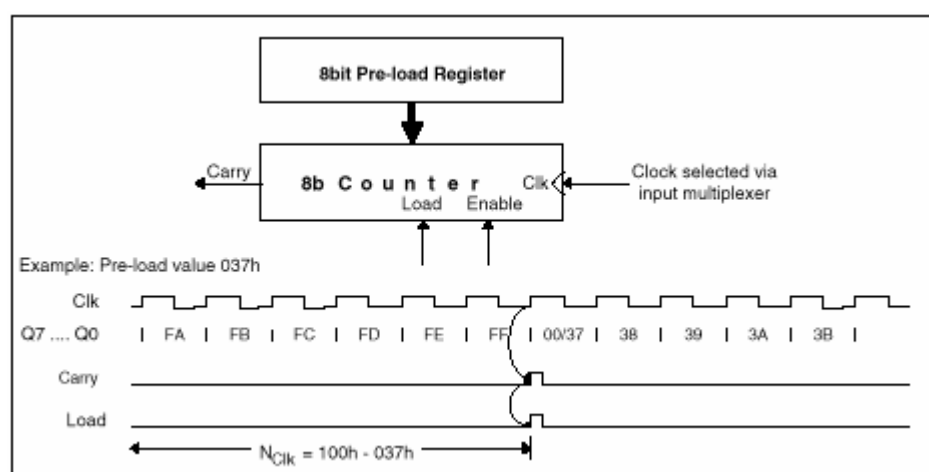 8bit Pre-load Register
Carry
8b Counter
Clk
Load Enable
Clock selected via
input multiplexer
Example: Pre-load value 037h
Clk
Q7 .... Q0 | FA | FB | FC | FD | FE | FF | 00/37 | 38 | 39 | 3A | 3B |
Carry
Load
NClk = 100h - 037h